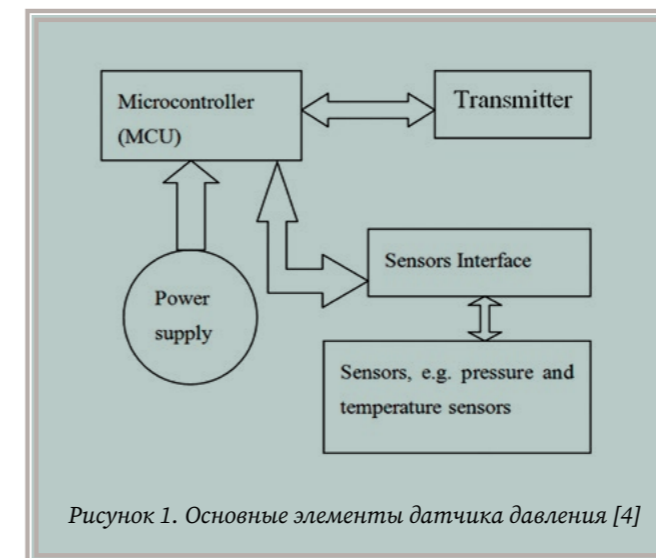 Microcontroller
(MCU)
Transmitter
Sensors Interface
Power
supply
Sensors, e.g. pressure and
temperature sensors
Рисунок 1. Основные элементы датчика давления [4]